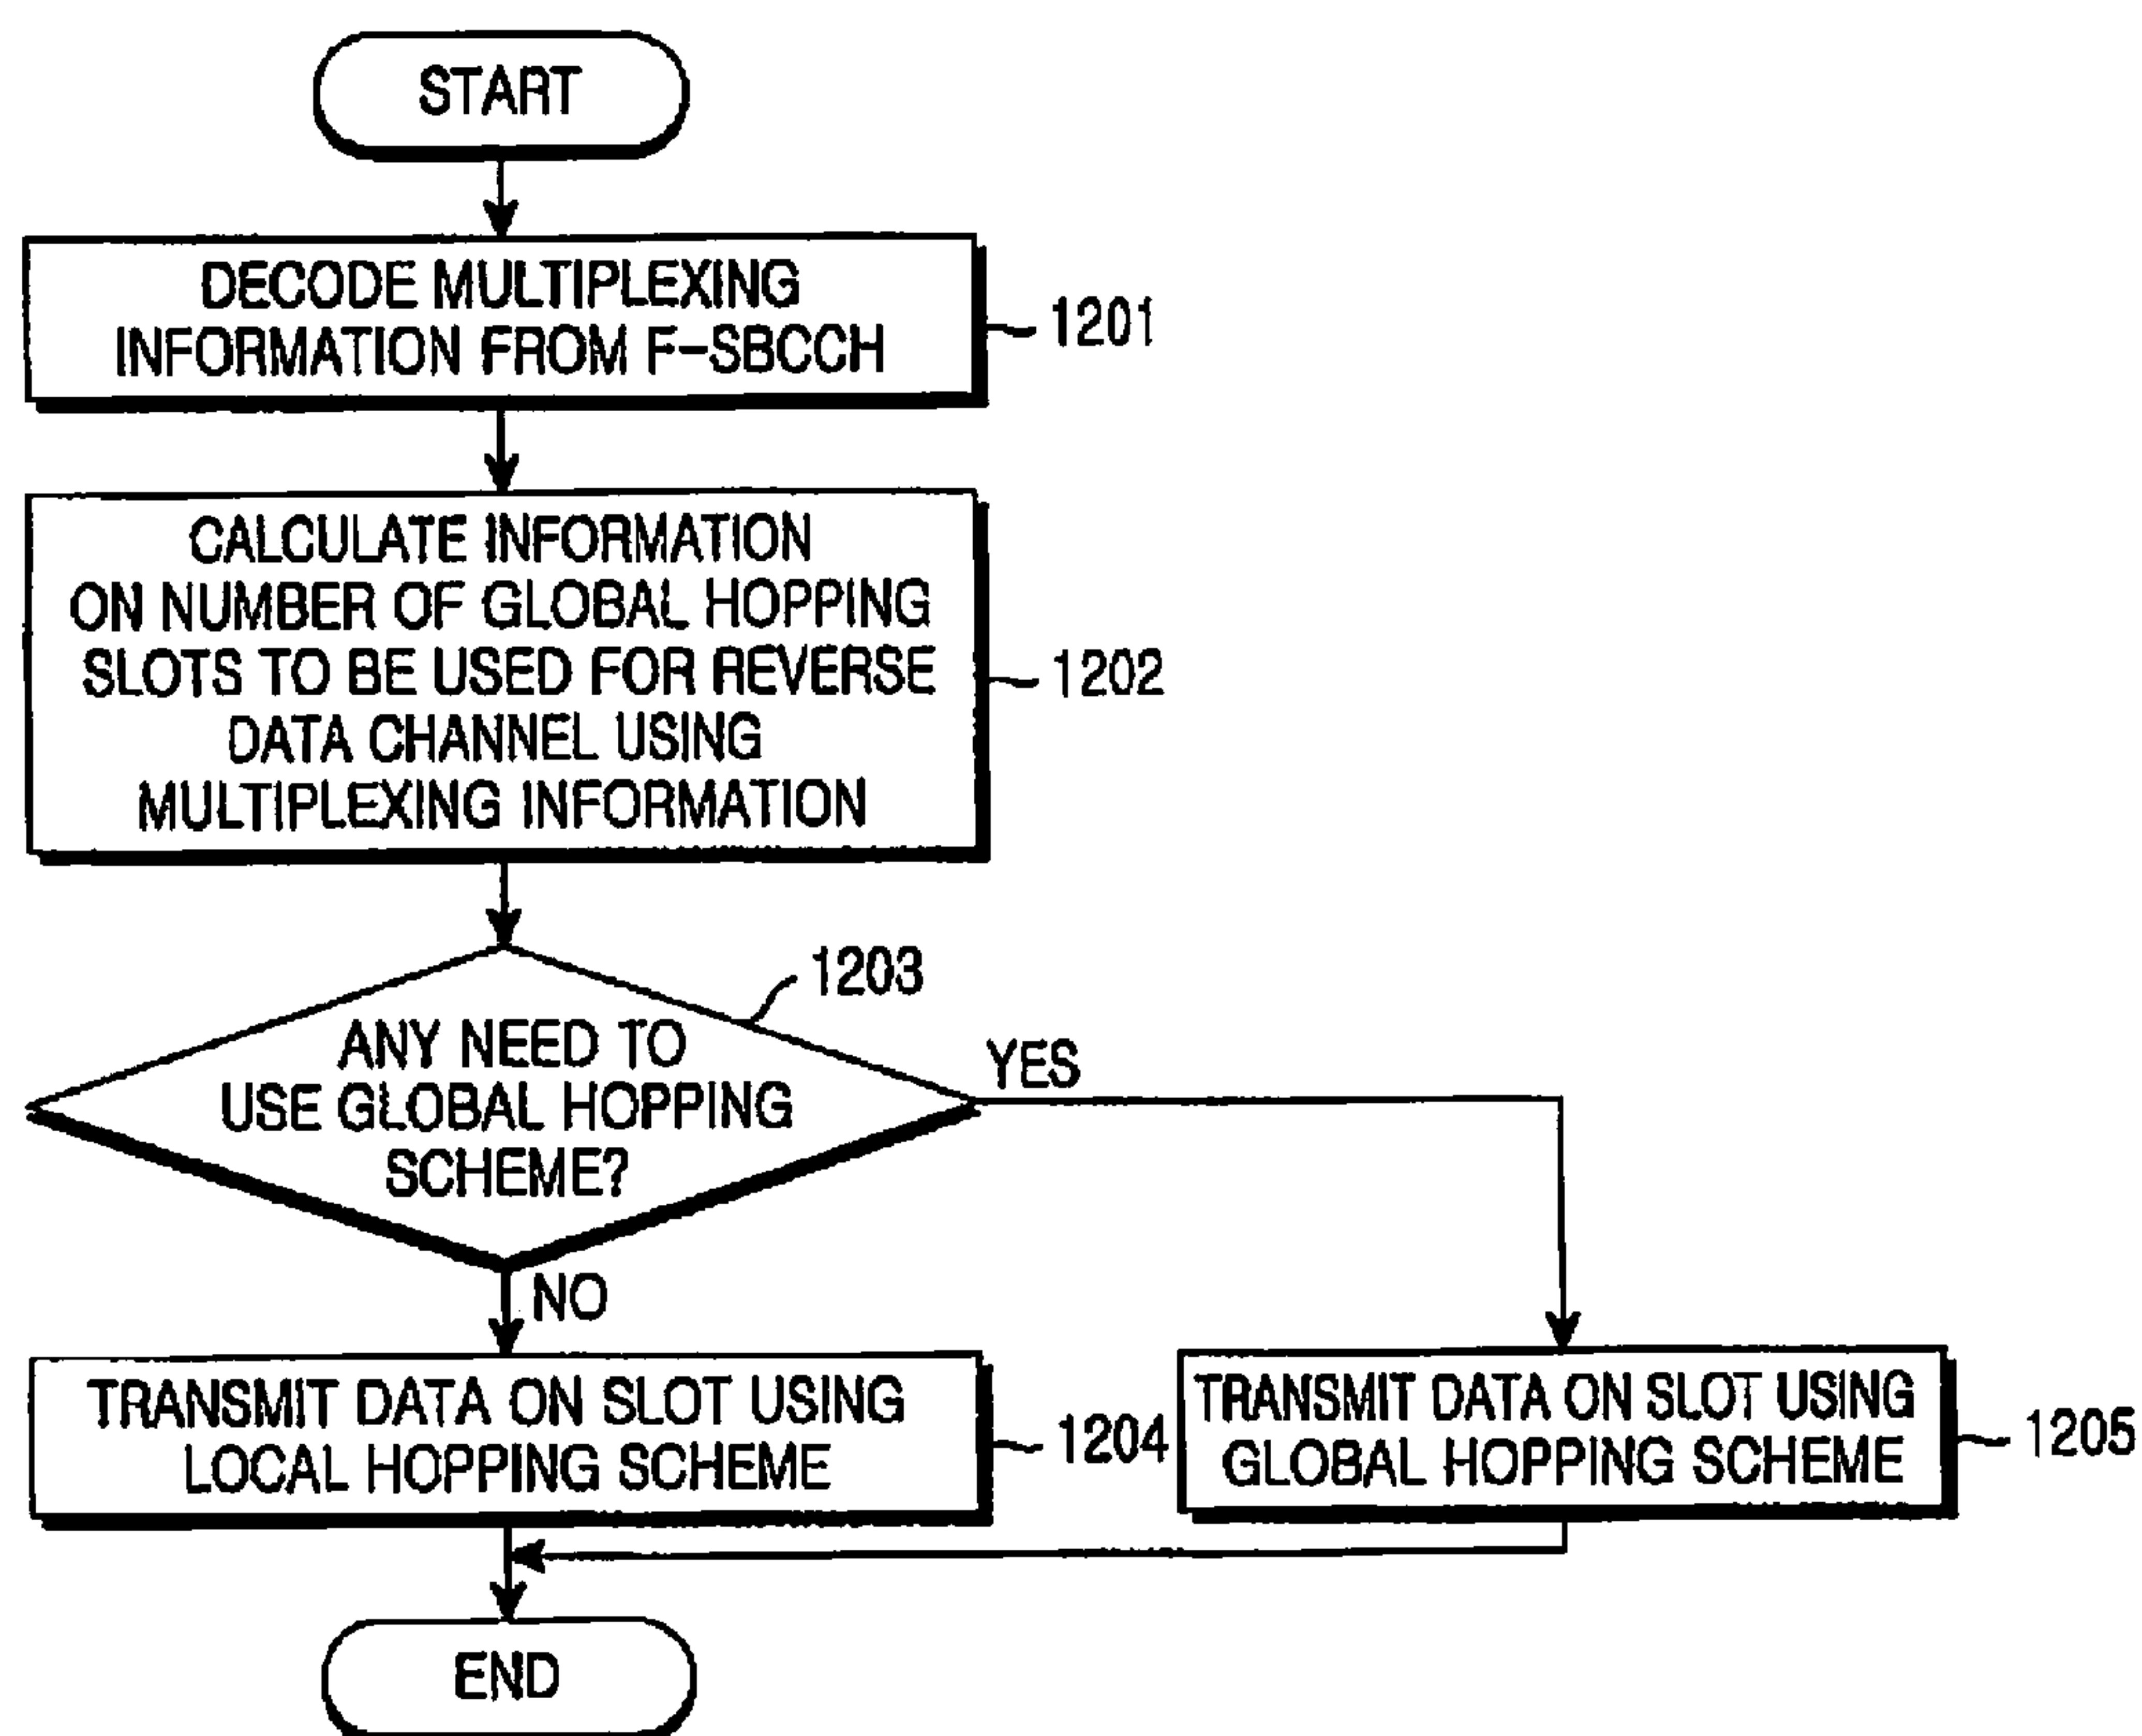 START
DECODE MULTIPLEXING
INFORMATION FROM F-SBCCH
1201
CALCULATE INFORMATION
ON NUMBER OF GLOBAL HOPPING
SLOTS TO BE USED FOR REVERSE
DATA CHANNEL USING
MULTIPLEXING INFORMATION
1202
1203
ANY NEED TO
USE GLOBAL HOPPING
SCHEME?
YES
NO
TRANSMIT DATA ON SLOT USING
LOCAL HOPPING SCHEME
1204
TRANSMIT DATA ON SLOT USING
GLOBAL HOPPING SCHEME
1205
END